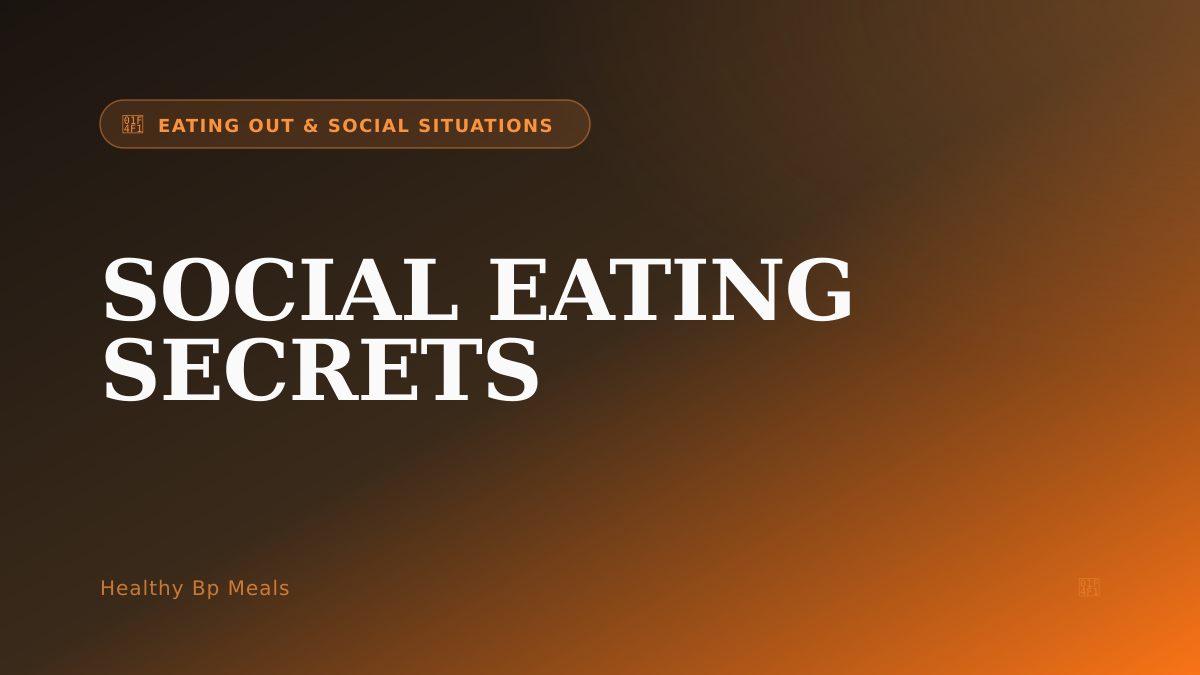 EATING OUT & SOCIAL SITUATIONS
SOCIAL EATING
SECRETS
Healthy Bp Meals